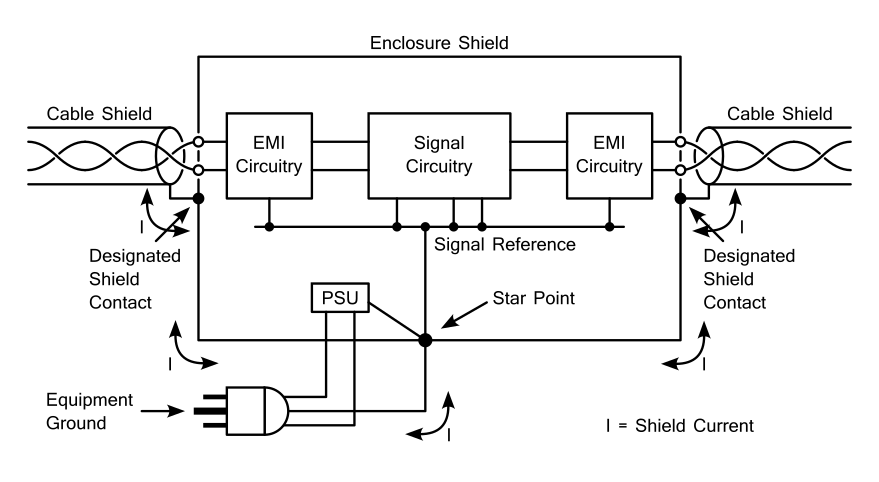 Enclosure Shield
Cable Shield
Cable Shield
EMI
Circuitry
Signal
Circuitry
EMI
Circuitry
I
I
Signal Reference
Designated
Shield
Contact
Designated
Shield
Contact
PSU
Star Point
I
I
Equipment
Ground
I
I = Shield Current